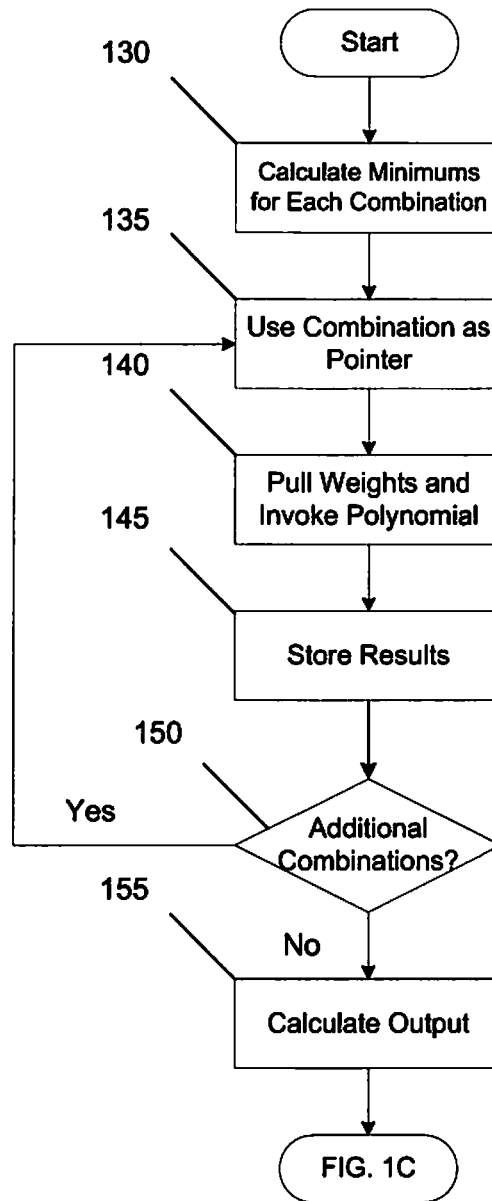 Start
130
Calculate Minimums
for Each Combination
135
Use Combination as
Pointer
140
Pull Weights and
Invoke Polynomial
145
Store Results
150
Yes
Additional
Combinations?
155
No
Calculate Output
FIG. 1C